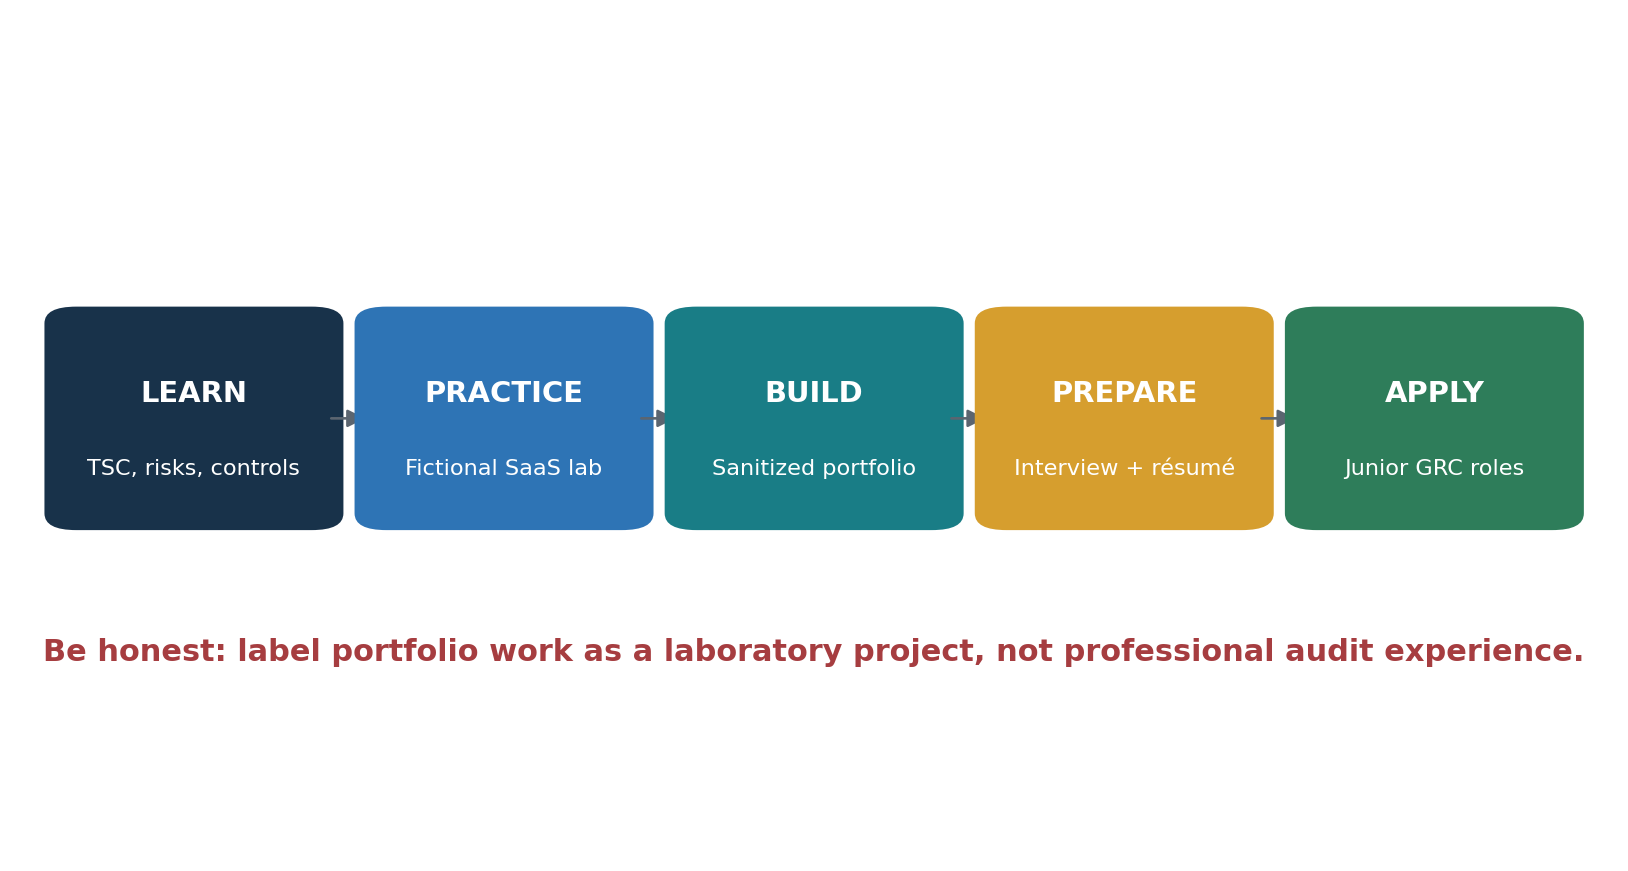 LEARN
TSC, risks, controls
PRACTICE
Fictional SaaS lab
BUILD
Sanitized portfolio
PREPARE
Interview + résumé
APPLY
Junior GRC roles
Be honest: label portfolio work as a laboratory project, not professional audit experience.